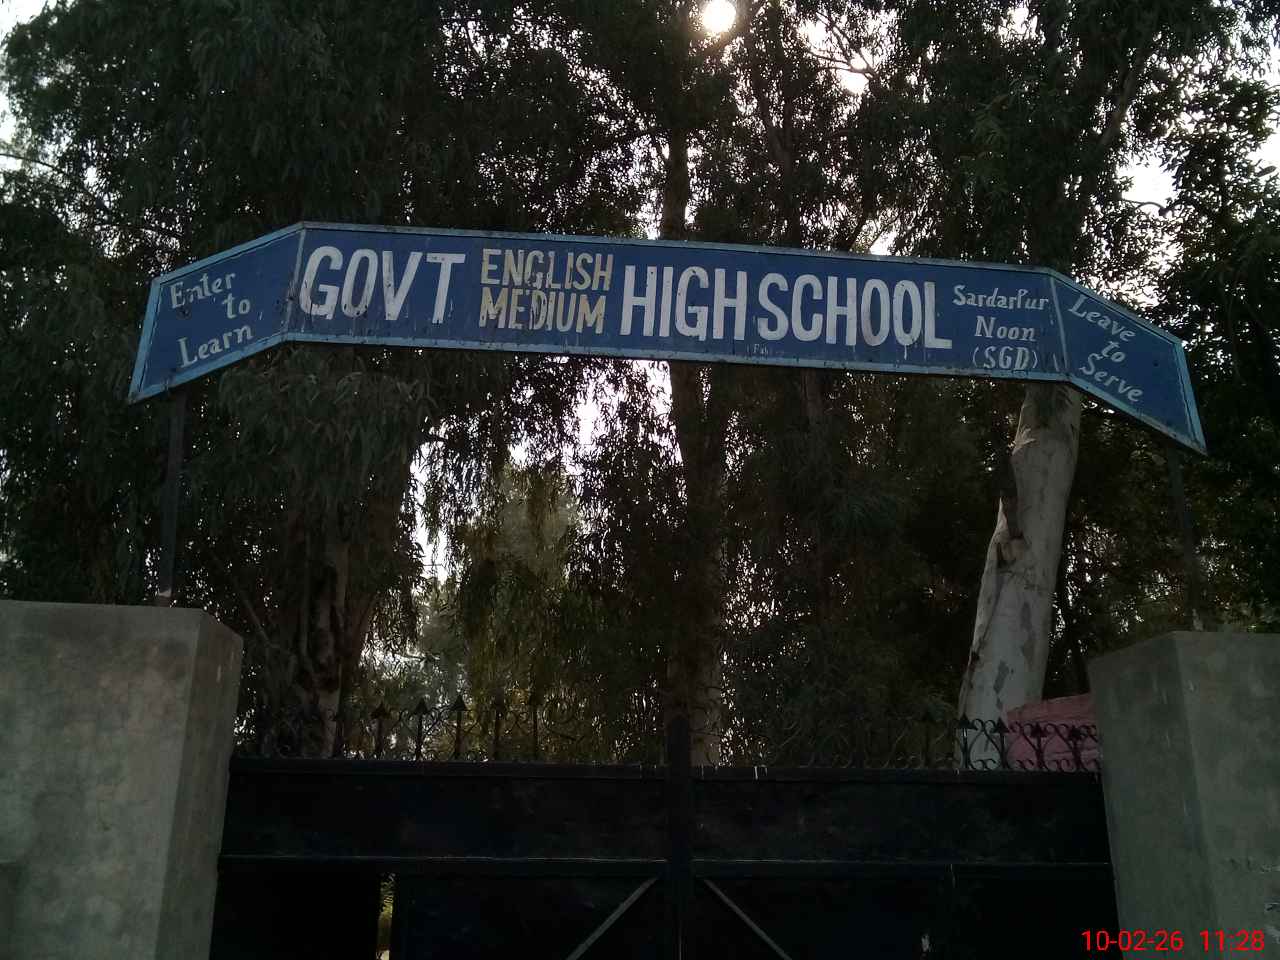 Enter
to
Learn
GOVT ENGLISH MEDIUM HIGH SCHOOL
Sardarpur
Noon
(SGD)
Leave
to
Serve
10-02-26 11:28